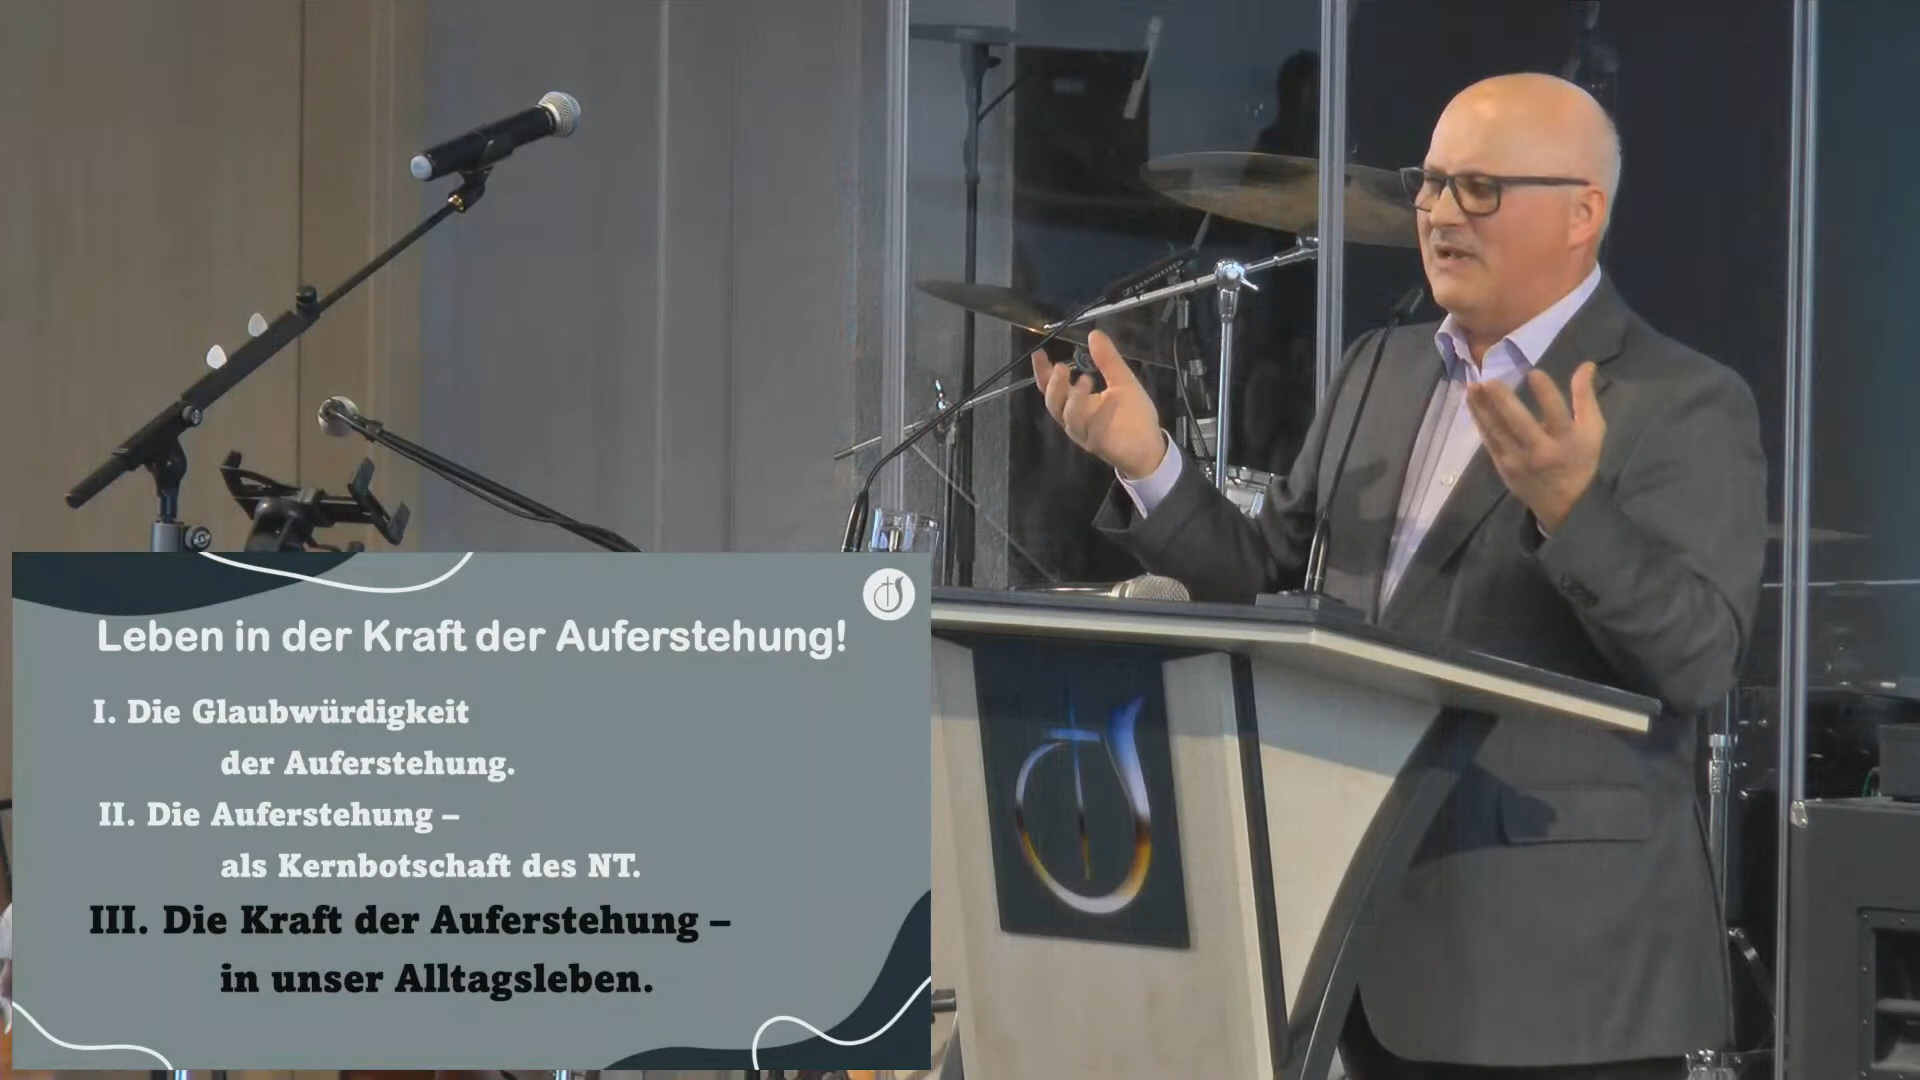 SENNHEISER
Leben in der Kraft der Auferstehung!
I. Die Glaubwürdigkeit
der Auferstehung.
II. Die Auferstehung –
als Kernbotschaft des NT.
III. Die Kraft der Auferstehung –
in unser Alltagsleben.